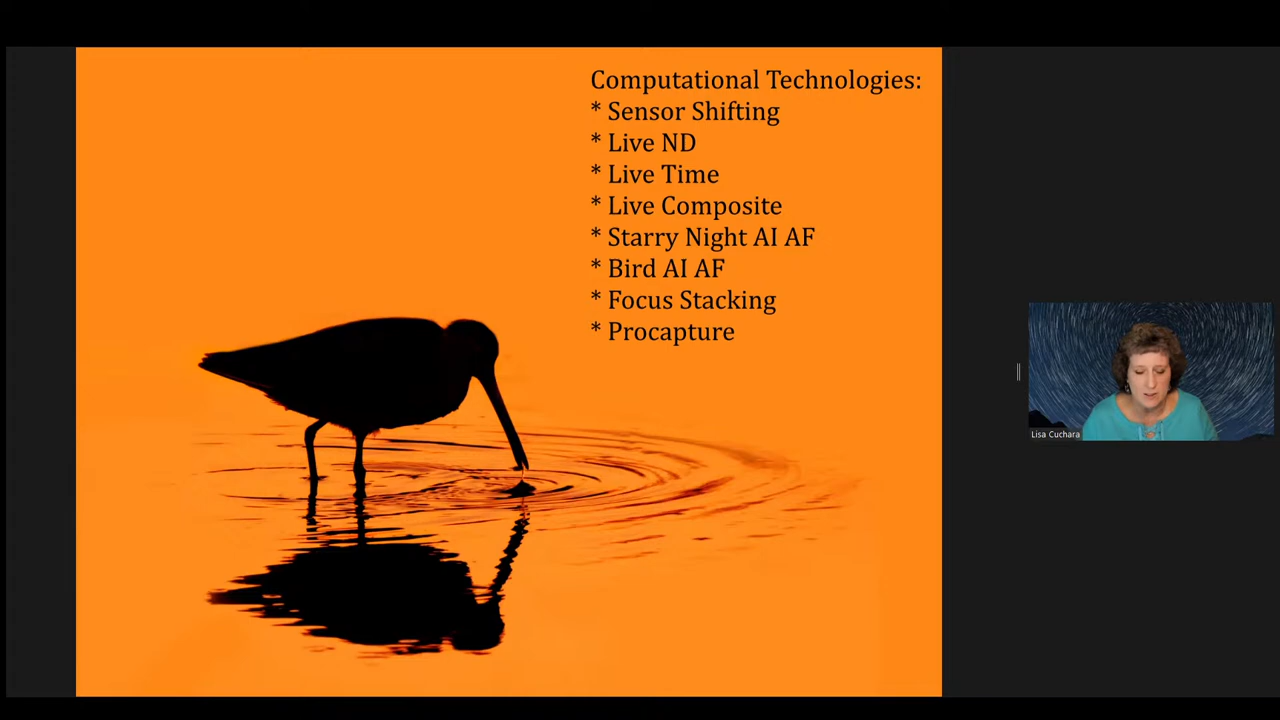 Computational Technologies:
* Sensor Shifting
* Live ND
* Live Time
* Live Composite
* Starry Night AI AF
* Bird AI AF
* Focus Stacking
* Procapture
Lisa Cuchara